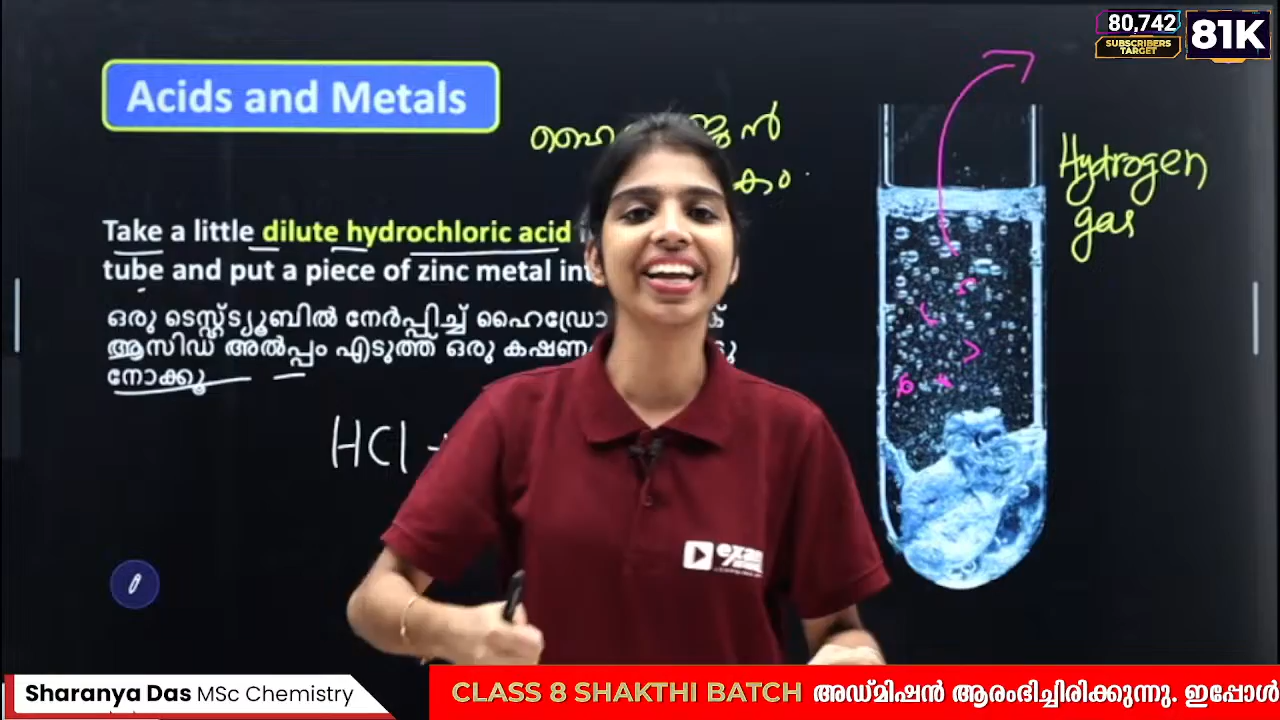 80,742
SUBSCRIBERS
TARGET
81K
Acids and Metals
Hydrogen
gas
Take a little dilute hydrochloric acid
tube and put a piece of zinc metal
ഒരു ടെസ്റ്റ്ട്യൂബിൽ നേർപ്പിച്ച്
ആസിഡ് അൽപ്പം എടുത്ത് ഒരു
നോക്കൂ
HCl
Sharanya Das MSc Chemistry
CLASS 8 SHAKTHI BATCH അഡ്മിഷൻ ആരംഭിച്ചിരിക്കുന്നു. ഇപ്പോൾ